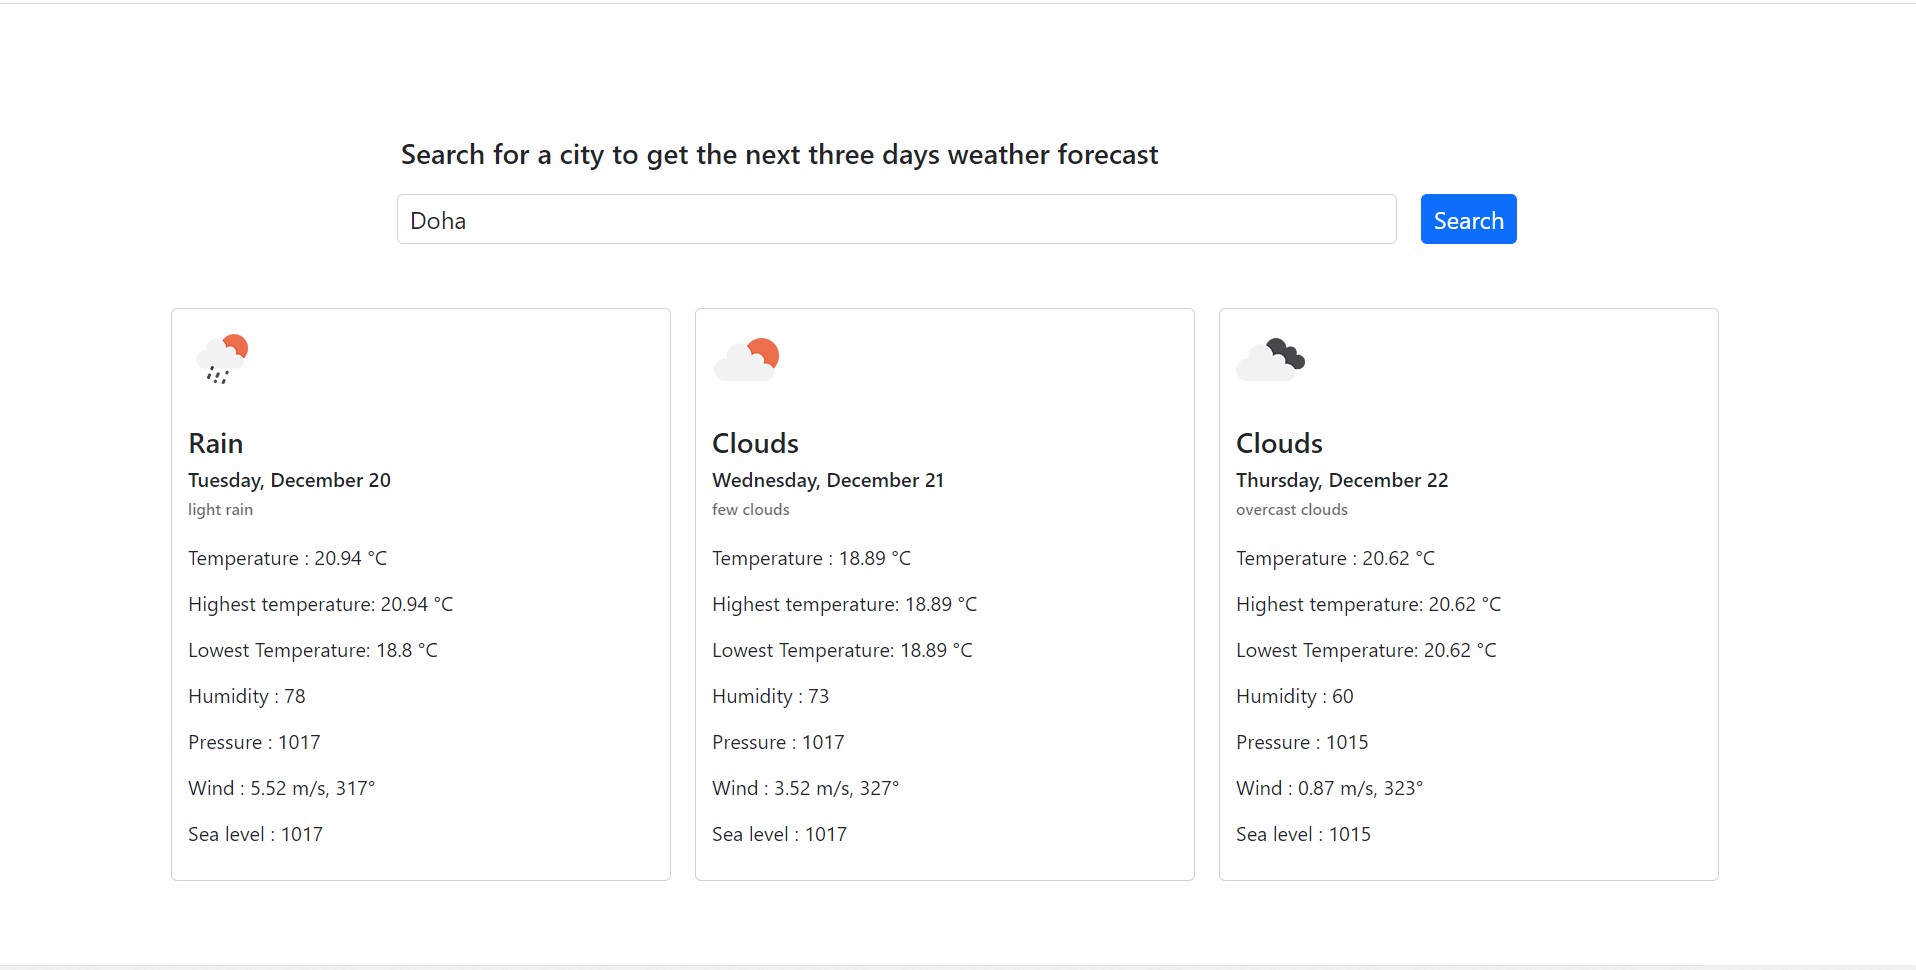 Search for a city to get the next three days weather forecast
Doha
Search
Rain
Tuesday, December 20
light rain
Temperature : 20.94 °C
Highest temperature: 20.94 °C
Lowest Temperature: 18.8 °C
Humidity : 78
Pressure : 1017
Wind : 5.52 m/s, 317°
Sea level : 1017
Clouds
Wednesday, December 21
few clouds
Temperature : 18.89 °C
Highest temperature: 18.89 °C
Lowest Temperature: 18.89 °C
Humidity : 73
Pressure : 1017
Wind : 3.52 m/s, 327°
Sea level : 1017
Clouds
Thursday, December 22
overcast clouds
Temperature : 20.62 °C
Highest temperature: 20.62 °C
Lowest Temperature: 20.62 °C
Humidity : 60
Pressure : 1015
Wind : 0.87 m/s, 323°
Sea level : 1015